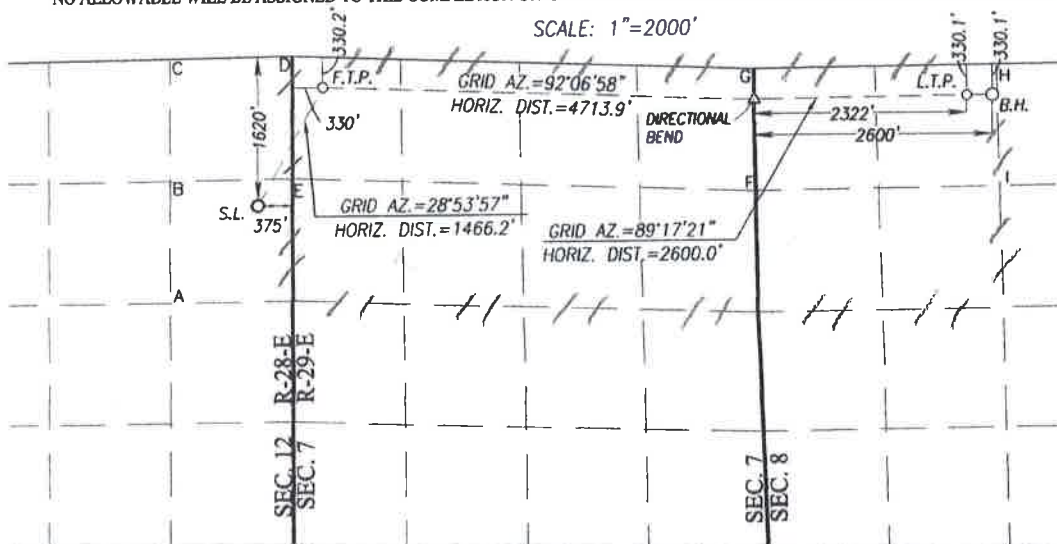 SCALE: 1"=2000'
330.2'
330.1'
330.1'
C
D
F.T.P.
GRID AZ.=92°06'58"
HORIZ. DIST.=4713.9'
G
L.T.P.
H
B.H.
330'
1620'
DIRECTIONAL
BEND
2322'
2600'
B
E
F
I
S.L.
375'
GRID AZ.=28°53'57"
HORIZ. DIST.=1466.2'
GRID AZ.=89°17'21"
HORIZ. DIST.=2600.0'
A
R-28-E
R-29-E
SEC. 12
SEC. 7
SEC. 7
SEC. 8